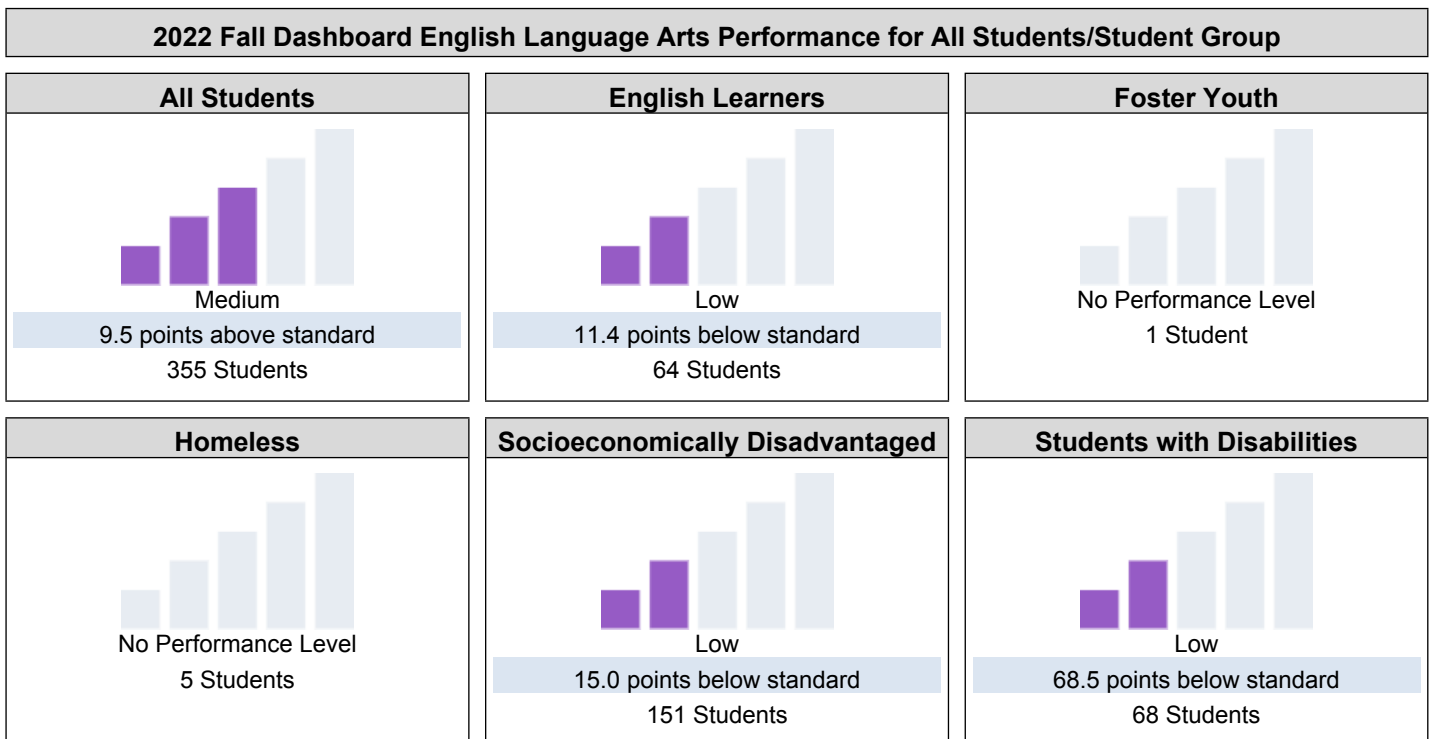 2022 Fall Dashboard English Language Arts Performance for All Students/Student Group
All Students
Medium
9.5 points above standard
355 Students
English Learners
Low
11.4 points below standard
64 Students
Foster Youth
No Performance Level
1 Student
Homeless
No Performance Level
5 Students
Socioeconomically Disadvantaged
Low
15.0 points below standard
151 Students
Students with Disabilities
Low
68.5 points below standard
68 Students